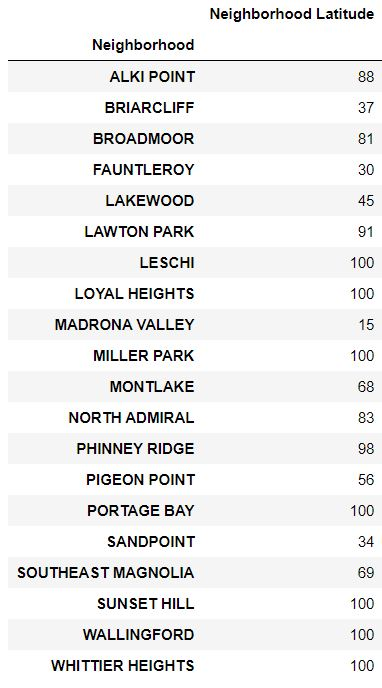 Neighborhood Latitude
Neighborhood
ALKI POINT 88
BRIARCLIFF 37
BROADMOOR 81
FAUNTLEROY 30
LAKEWOOD 45
LAWTON PARK 91
LESCHI 100
LOYAL HEIGHTS 100
MADRONA VALLEY 15
MILLER PARK 100
MONTLAKE 68
NORTH ADMIRAL 83
PHINNEY RIDGE 98
PIGEON POINT 56
PORTAGE BAY 100
SANDPOINT 34
SOUTHEAST MAGNOLIA 69
SUNSET HILL 100
WALLINGFORD 100
WHITTIER HEIGHTS 100